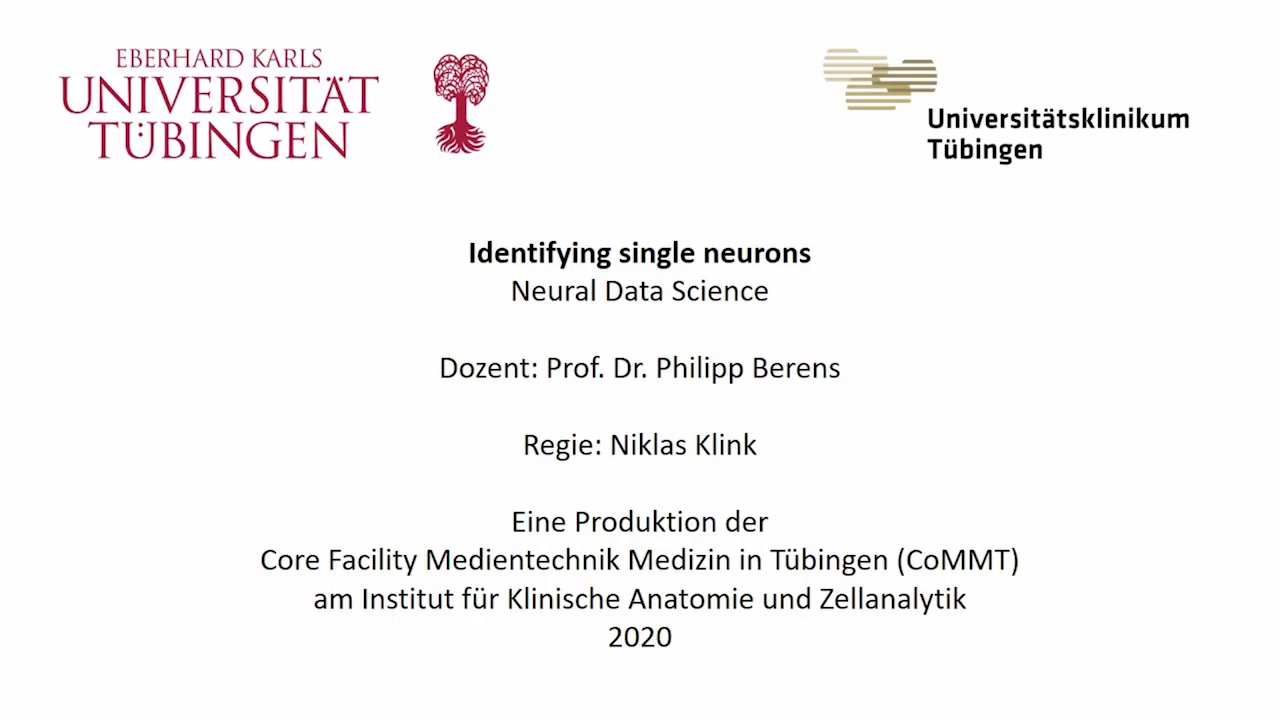 EBERHARD KARLS
UNIVERSITÄT
TÜBINGEN
Universitätsklinikum
Tübingen
Identifying single neurons
Neural Data Science
Dozent: Prof. Dr. Philipp Berens
Regie: Niklas Klink
Eine Produktion der
Core Facility Medientechnik Medizin in Tübingen (CoMMT)
am Institut für Klinische Anatomie und Zellanalytik
2020